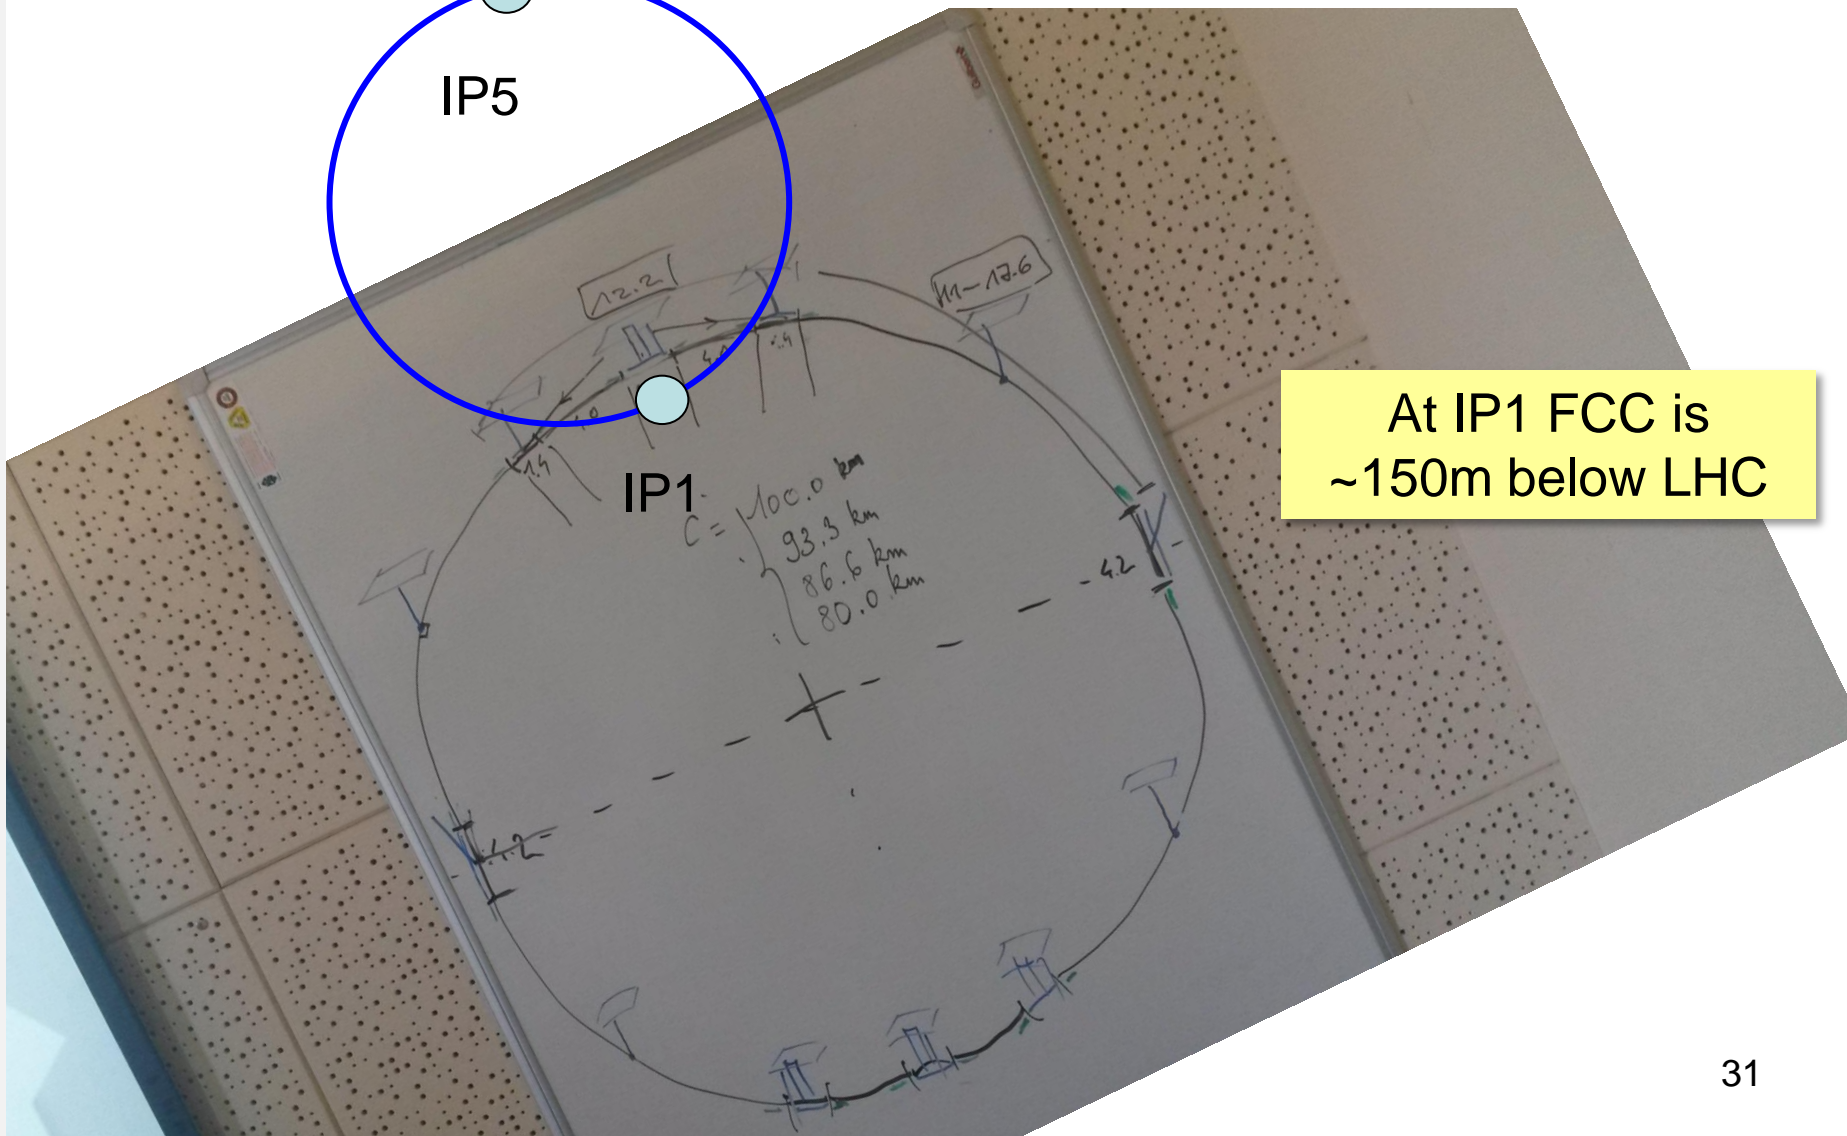 IP5
12.2
11-17.6
1.4
IP1
C = 100.0 km
93.3 km
86.6 km
80.0 km
4.2
4.2
At IP1 FCC is
~150m below LHC
31